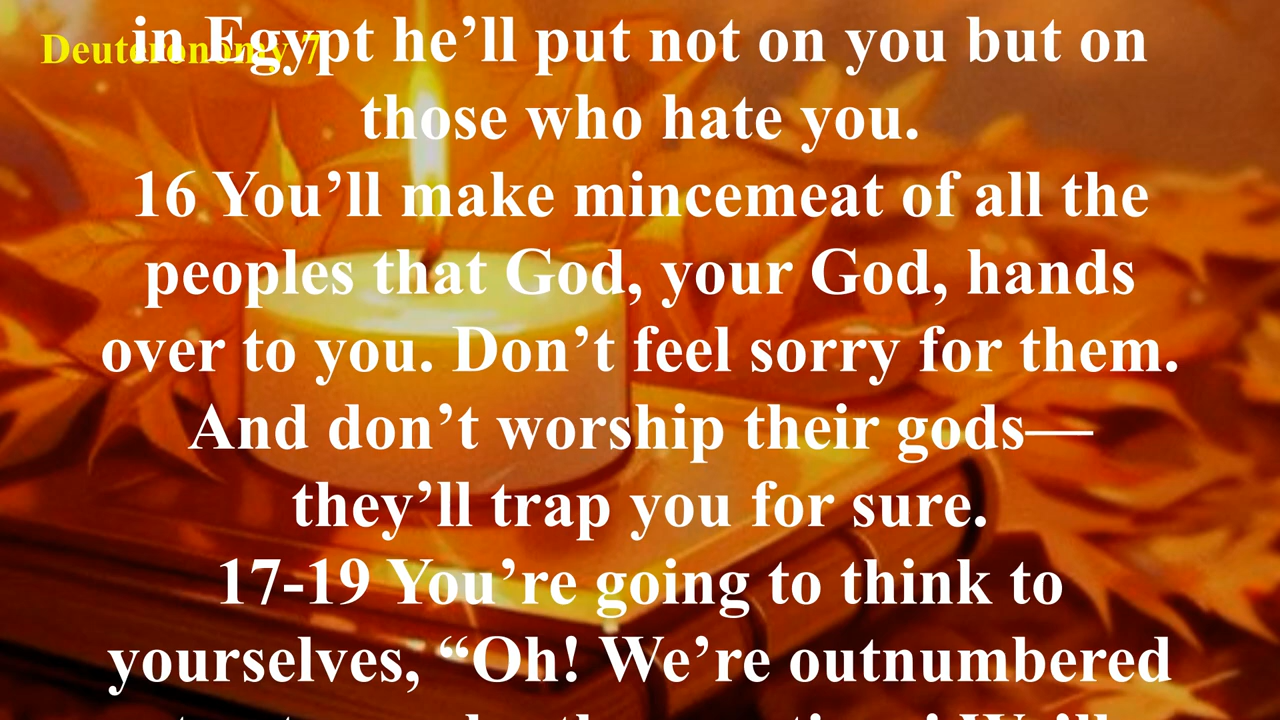 Deuteronomy 7
in Egypt he’ll put not on you but on
those who hate you.
16 You’ll make mincemeat of all the
peoples that God, your God, hands
over to you. Don’t feel sorry for them.
And don’t worship their gods—
they’ll trap you for sure.
17-19 You’re going to think to
yourselves, “Oh! We’re outnumbered